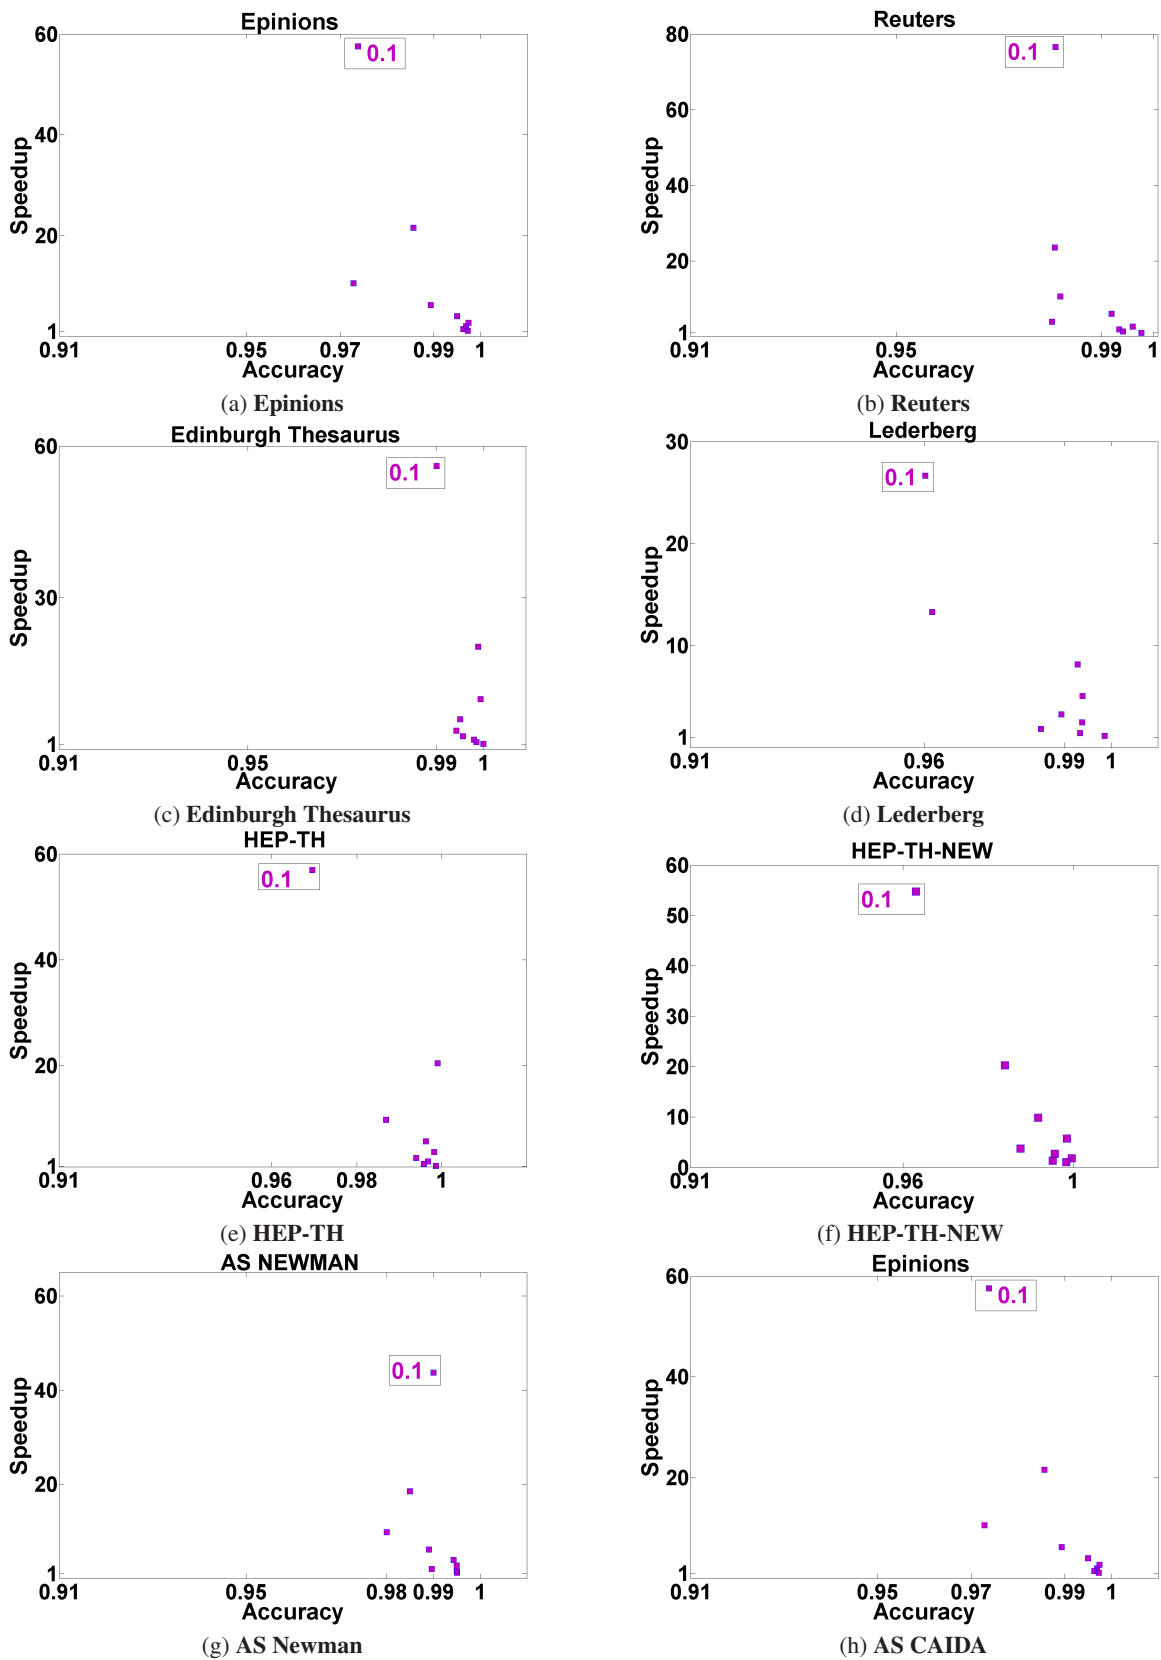 Epinions
60
40
20
1
Speedup
0.1
0.91 0.95 0.97 0.99 1
Accuracy
(a) Epinions
Reuters
80
60
40
20
1
Speedup
0.1
0.91 0.95 0.99 1
Accuracy
(b) Reuters
Edinburgh Thesaurus
60
30
1
Speedup
0.1
0.91 0.95 0.99 1
Accuracy
(c) Edinburgh Thesaurus
Lederberg
30
20
10
1
Speedup
0.1
0.91 0.96 0.99 1
Accuracy
(d) Lederberg
HEP-TH
60
40
20
1
Speedup
0.1
0.91 0.96 0.98 1
Accuracy
(e) HEP-TH
HEP-TH-NEW
60
50
40
30
20
10
0
Speedup
0.1
0.91 0.96 1
Accuracy
(f) HEP-TH-NEW
AS NEWMAN
60
40
20
1
Speedup
0.1
0.91 0.95 0.98 0.99 1
Accuracy
(g) AS Newman
Epinions
60
40
20
1
Speedup
0.1
0.91 0.95 0.97 0.99 1
Accuracy
(h) AS CAIDA